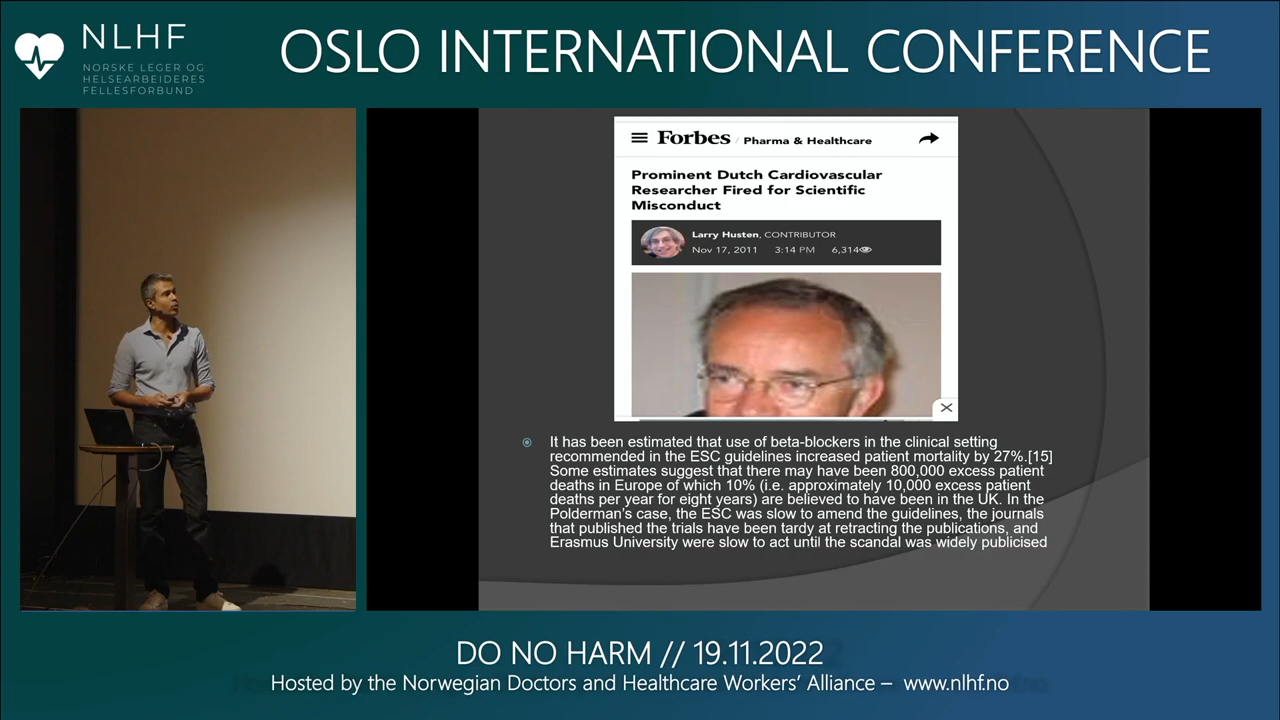 NLHF
NORSKE LEGER OG
HELSEARBEIDERES
FELLESFORBUND
OSLO INTERNATIONAL CONFERENCE
Forbes / Pharma & Healthcare
Prominent Dutch Cardiovascular
Researcher Fired for Scientific
Misconduct
Larry Husten, CONTRIBUTOR
Nov 17, 2011 3:14 PM 6,314
It has been estimated that use of beta-blockers in the clinical setting
recommended in the ESC guidelines increased patient mortality by 27%.[15]
Some estimates suggest that there may have been 800,000 excess patient
deaths in Europe of which 10% (i.e. approximately 10,000 excess patient
deaths per year for eight years) are believed to have been in the UK. In the
Polderman's case, the ESC was slow to amend the guidelines, the journals
that published the trials have been tardy at retracting the publications, and
Erasmus University were slow to act until the scandal was widely publicised
DO NO HARM // 19.11.2022
Hosted by the Norwegian Doctors and Healthcare Workers' Alliance – www.nlhf.no